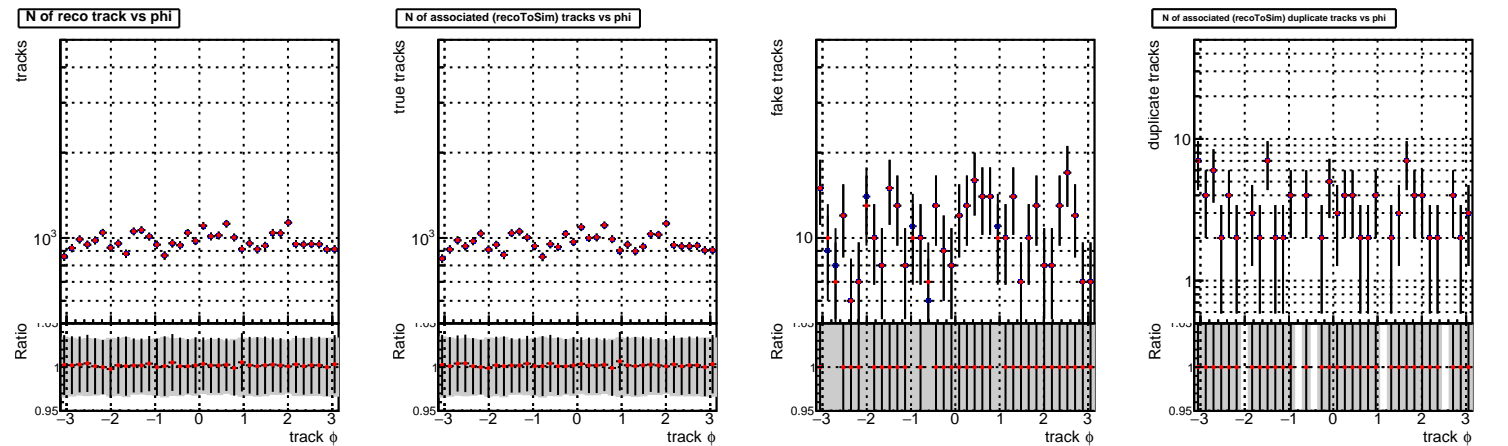 N of reco track vs phi
tracks
10^3
Ratio
1.05
1
0.95
−3 −2 −1 0 1 2 3
track ϕ
N of associated (recoToSim) tracks vs phi
true tracks
10^3
Ratio
1.05
1
0.95
−3 −2 −1 0 1 2 3
track ϕ
fake tracks
10
Ratio
1.05
1
0.95
−3 −2 −1 0 1 2 3
track ϕ
N of associated (recoToSim) duplicate tracks vs phi
duplicate tracks
10
1
Ratio
1.05
1
0.95
−3 −2 −1 0 1 2 3
track ϕ